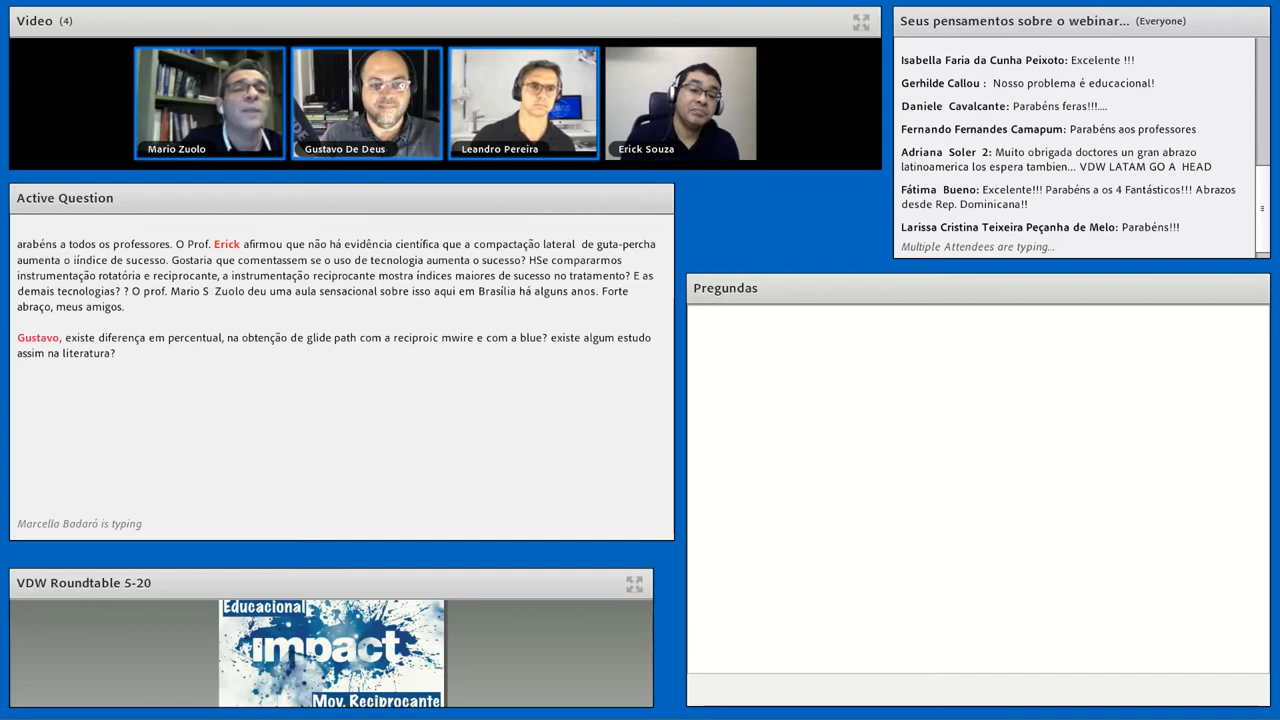 Video (4)
Mario Zuolo
Gustavo De Deus
Leandro Pereira
Erick Souza
Seus pensamentos sobre o webinar... (Everyone)
Isabella Faria da Cunha Peixoto: Excelente !!!
Gerhilde Callou : Nosso problema é educacional!
Daniele Cavalcante: Parabéns feras!!!....
Fernando Fernandes Camapum: Parabéns aos professores
Adriana Soler 2: Muito obrigada doctores un gran abrazo
latinoamerica los espera tambien... VDW LATAM GO A HEAD
Fátima Bueno: Excelente!!! Parabéns a os 4 Fantásticos!!! Abrazos
desde Rep. Dominicana!!
Larissa Cristina Teixeira Peçanha de Melo: Parabéns!!!
Multiple Attendees are typing...
Active Question
arabéns a todos os professores. O Prof. Erick afirmou que não há evidência científica que a compactação lateral de guta-percha
aumenta o iíndice de sucesso. Gostaria que comentassem se o uso de tecnologia aumenta o sucesso? HSe compararmos
instrumentação rotatória e reciprocante, a instrumentação reciprocante mostra índices maiores de sucesso no tratamento? E as
demais tecnologias? ? O prof. Mario S Zuolo deu uma aula sensacional sobre isso aqui em Brasília há alguns anos. Forte
abraço, meus amigos.
Gustavo, existe diferença em percentual, na obtenção de glide path com a reciproic mwire e com a blue? existe algum estudo
assim na literatura?
Marcella Badaró is typing
Pregundas
VDW Roundtable 5-20
Educacional
impact
Mov. Reciprocante